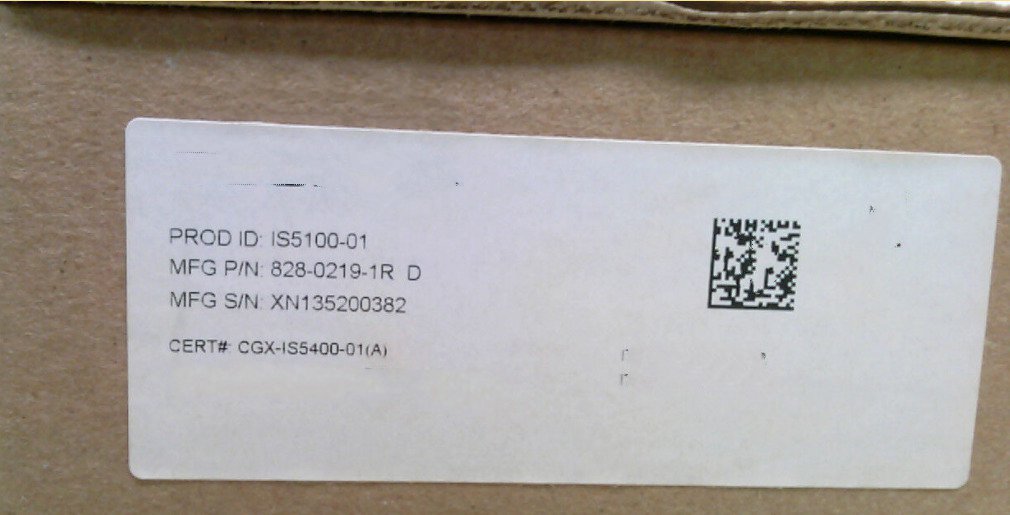 PROD ID: IS5100-01
MFG P/N: 828-0219-1R D
MFG S/N: XN135200382
CERT#: CGX-IS5400-01(A)